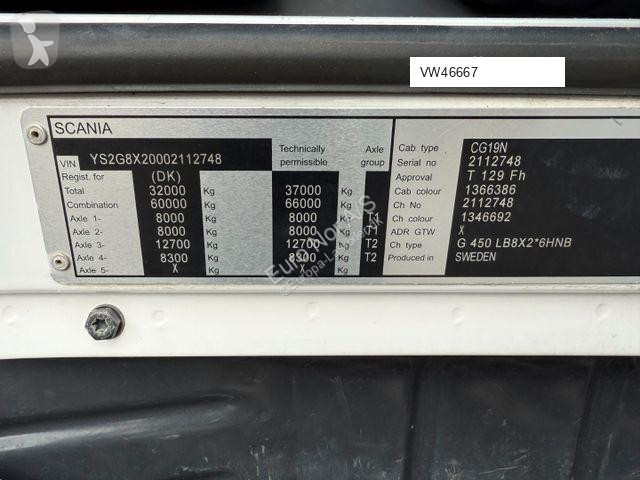 VW46667
SCANIA
VIN YS2G8X20002112748 Technically permissible Axle group
Regist. for (DK)
Total 32000 Kg 37000 Kg
Combination 60000 Kg 66000 Kg
Axle 1- 8000 Kg 8000 Kg T1
Axle 2- 8000 Kg 8000 Kg T1
Axle 3- 12700 Kg 12700 Kg T2
Axle 4- 8300 Kg 8300 Kg T2
Axle 5- X Kg X Kg
Cab type CG19N
Serial no 2112748
Approval T 129 Fh
Cab colour 1366386
Ch No 2112748
Ch colour 1346692
ADR GTW X
Ch type G 450 LB8X2*6HNB
Produced in SWEDEN